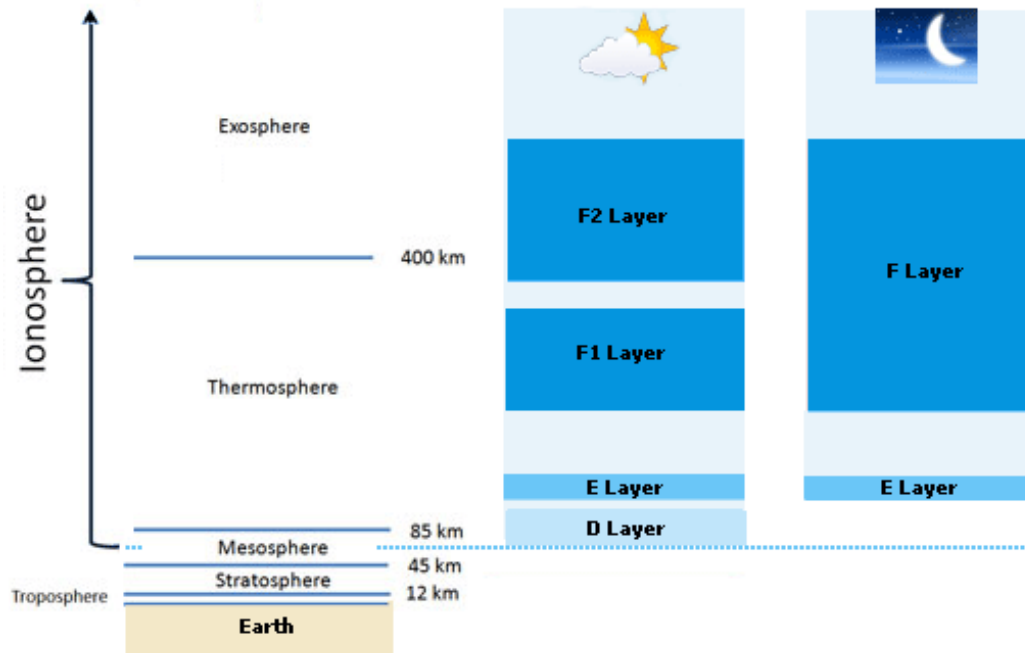 Exosphere
F2 Layer
Ionosphere
400 km
F Layer
F1 Layer
Thermosphere
E Layer
E Layer
85 km
D Layer
Mesosphere
45 km
Stratosphere
Troposphere
12 km
Earth